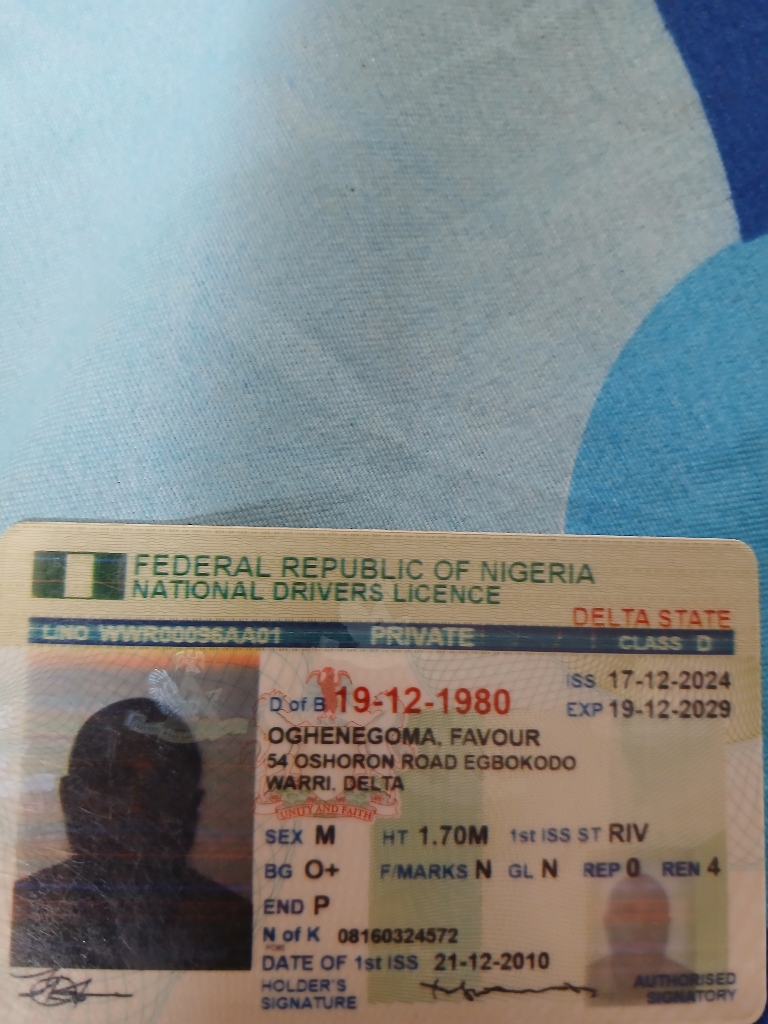 FEDERAL REPUBLIC OF NIGERIA
NATIONAL DRIVERS LICENCE
DELTA STATE
L/NO WWR00096AA01 PRIVATE CLASS D
ISS 17-12-2024
D of B 19-12-1980 EXP 19-12-2029
OGHENEGOMA, FAVOUR
54 OSHORON ROAD EGBOKODO
WARRI, DELTA
UNITY AND FAITH
SEX M HT 1.70M 1st ISS ST RIV
BG O+ F/MARKS N GL N REP 0 REN 4
END P
N of K 08160324572
DATE OF 1st ISS 21-12-2010
HOLDER'S
SIGNATURE
AUTHORISED
SIGNATORY